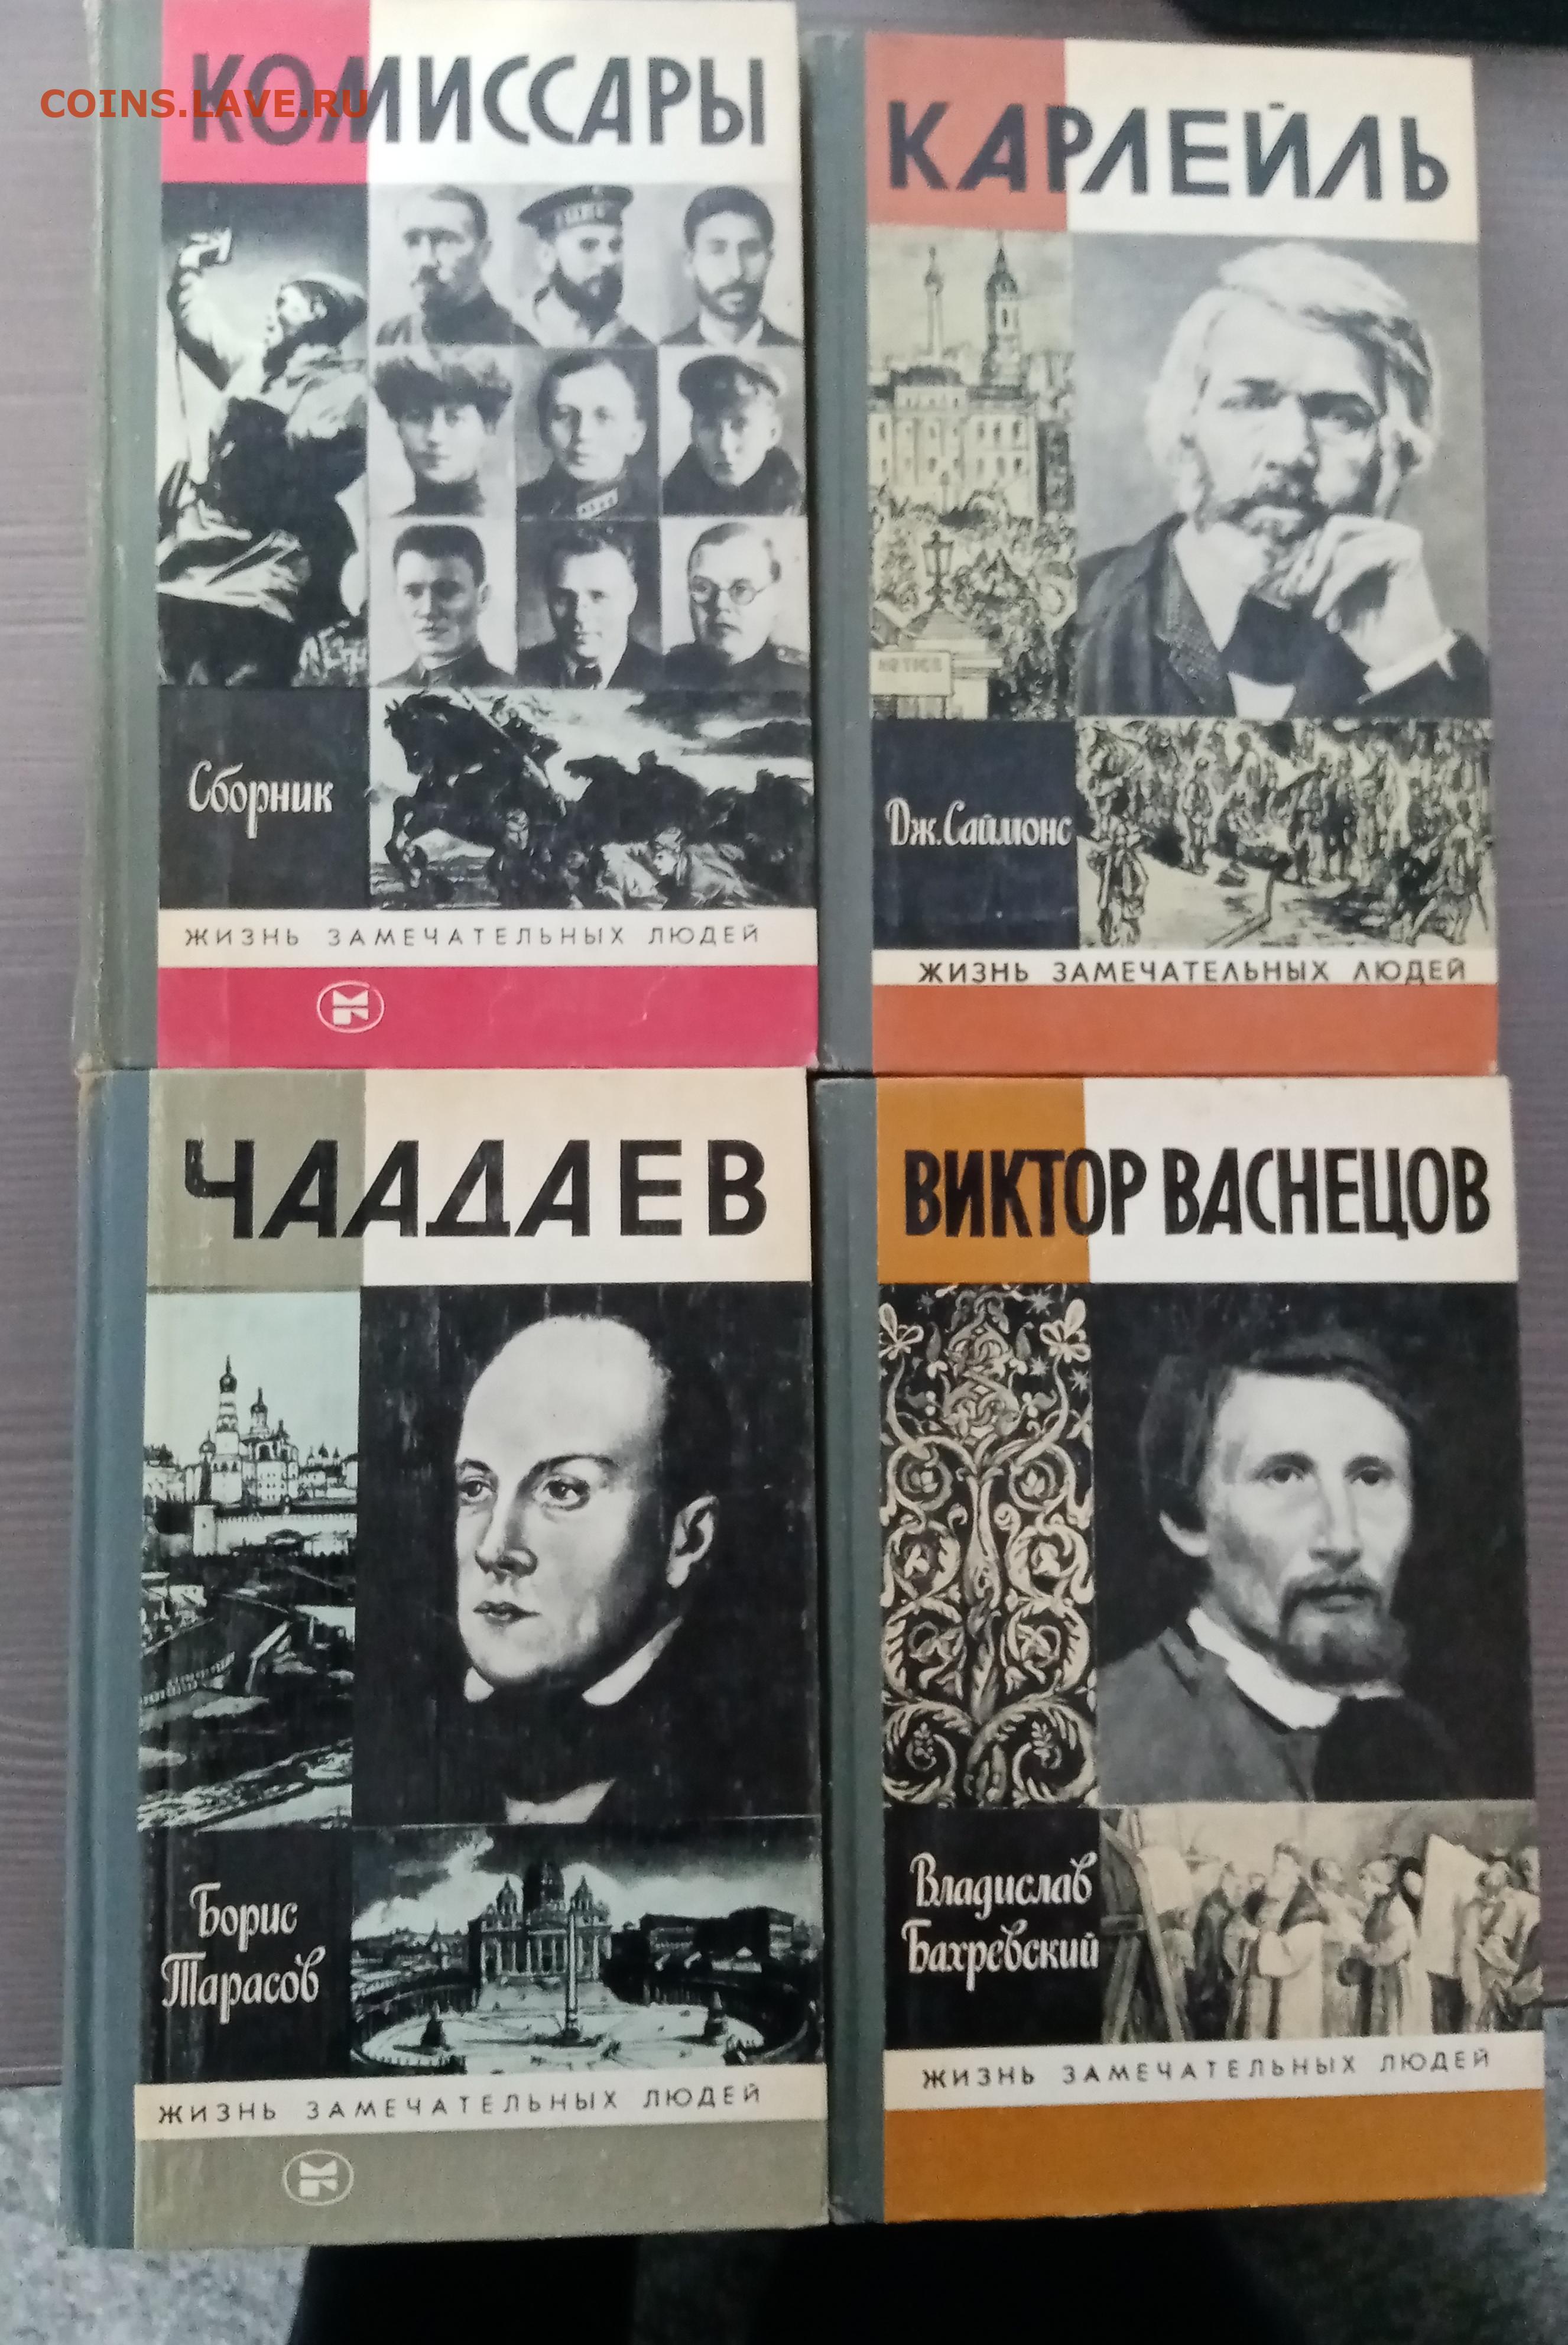 COINS.LAVE.RU
КОМИССАРЫ
Сборник
ЖИЗНЬ ЗАМЕЧАТЕЛЬНЫХ ЛЮДЕЙ
КАРЛЕЙЛЬ
NOTICE
Дж. Саймонс
ЖИЗНЬ ЗАМЕЧАТЕЛЬНЫХ ЛЮДЕЙ
ЧААДАЕВ
Борис
Тарасов
ЖИЗНЬ ЗАМЕЧАТЕЛЬНЫХ ЛЮДЕЙ
ВИКТОР ВАСНЕЦОВ
Владислав
Бахревский
ЖИЗНЬ ЗАМЕЧАТЕЛЬНЫХ ЛЮДЕЙ